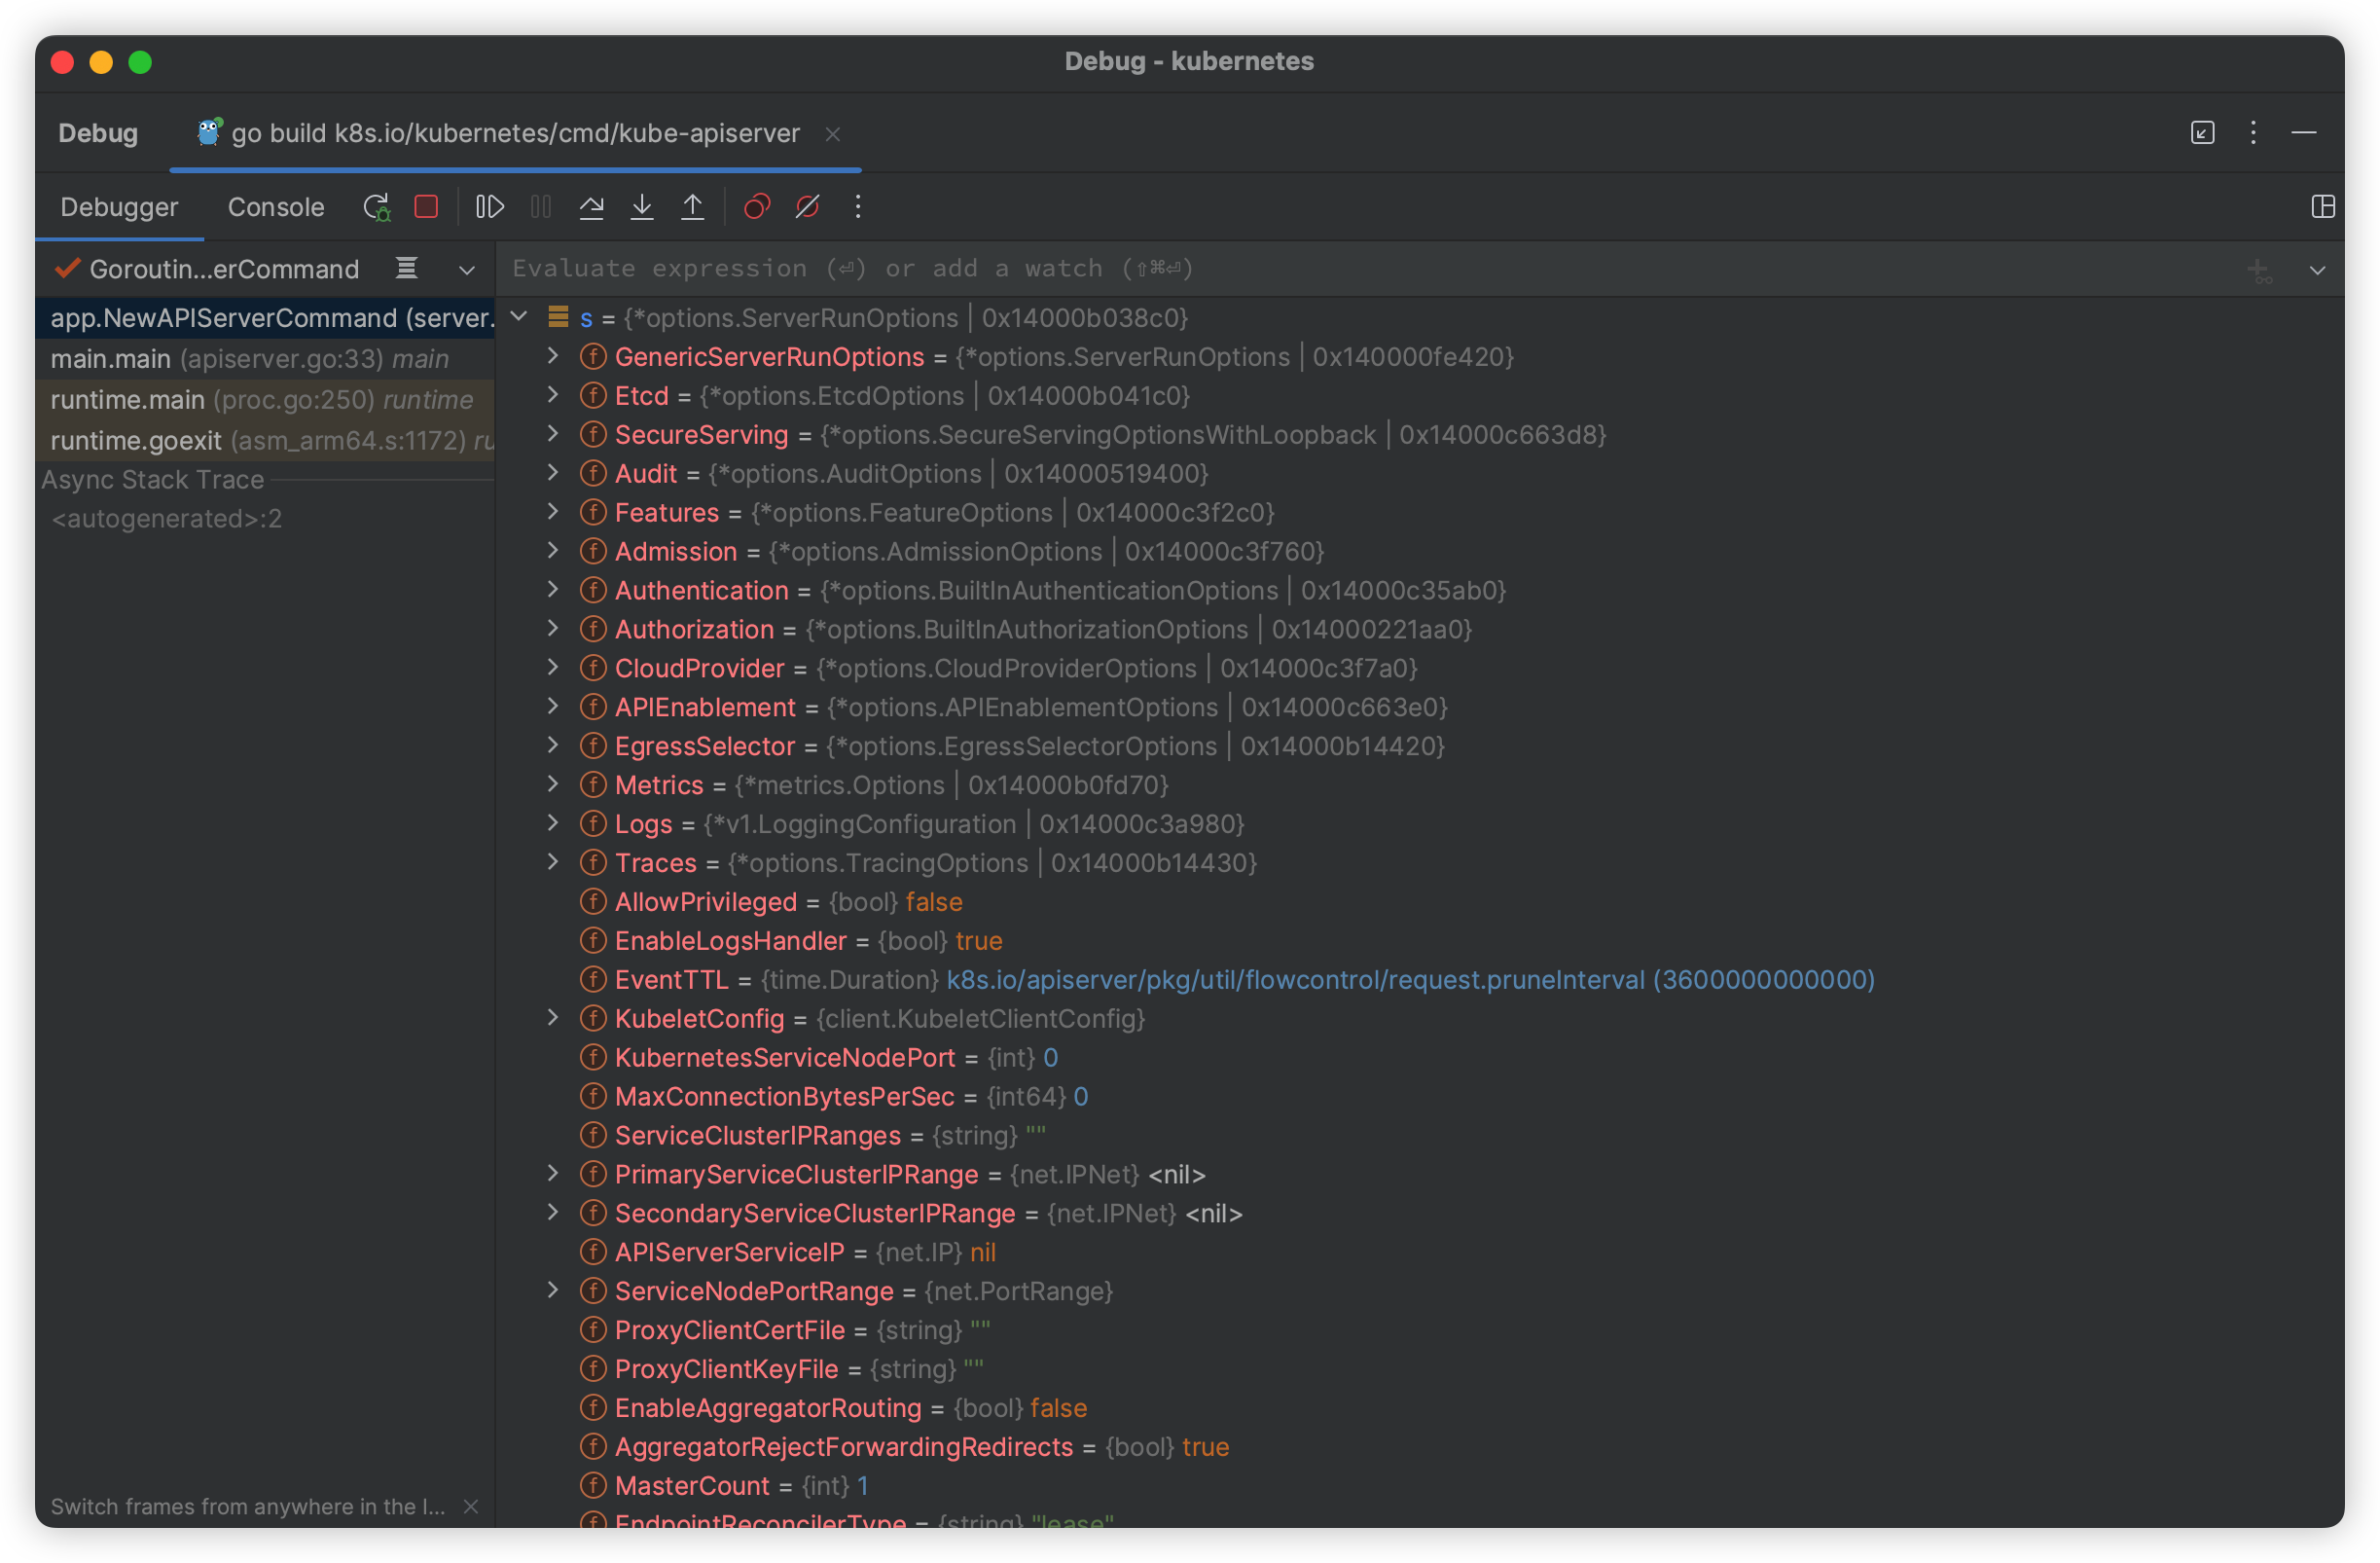 Debug - kubernetes
Debug
go build k8s.io/kubernetes/cmd/kube-apiserver
Debugger
Console
Goroutin...erCommand
Evaluate expression (⏎) or add a watch (⇧⌘⏎)
app.NewAPIServerCommand (server.
main.main (apiserver.go:33) main
runtime.main (proc.go:250) runtime
runtime.goexit (asm_arm64.s:1172) ru
Async Stack Trace
<autogenerated>:2
s = {*options.ServerRunOptions | 0x14000b038c0}
GenericServerRunOptions = {*options.ServerRunOptions | 0x140000fe420}
Etcd = {*options.EtcdOptions | 0x14000b041c0}
SecureServing = {*options.SecureServingOptionsWithLoopback | 0x14000c663d8}
Audit = {*options.AuditOptions | 0x14000519400}
Features = {*options.FeatureOptions | 0x14000c3f2c0}
Admission = {*options.AdmissionOptions | 0x14000c3f760}
Authentication = {*options.BuiltInAuthenticationOptions | 0x14000c35ab0}
Authorization = {*options.BuiltInAuthorizationOptions | 0x14000221aa0}
CloudProvider = {*options.CloudProviderOptions | 0x14000c3f7a0}
APIEnablement = {*options.APIEnablementOptions | 0x14000c663e0}
EgressSelector = {*options.EgressSelectorOptions | 0x14000b14420}
Metrics = {*metrics.Options | 0x14000b0fd70}
Logs = {*v1.LoggingConfiguration | 0x14000c3a980}
Traces = {*options.TracingOptions | 0x14000b14430}
AllowPrivileged = {bool} false
EnableLogsHandler = {bool} true
EventTTL = {time.Duration} k8s.io/apiserver/pkg/util/flowcontrol/request.pruneInterval (3600000000000)
KubeletConfig = {client.KubeletClientConfig}
KubernetesServiceNodePort = {int} 0
MaxConnectionBytesPerSec = {int64} 0
ServiceClusterIPRanges = {string} ""
PrimaryServiceClusterIPRange = {net.IPNet} <nil>
SecondaryServiceClusterIPRange = {net.IPNet} <nil>
APIServerServiceIP = {net.IP} nil
ServiceNodePortRange = {net.PortRange}
ProxyClientCertFile = {string} ""
ProxyClientKeyFile = {string} ""
EnableAggregatorRouting = {bool} false
AggregatorRejectForwardingRedirects = {bool} true
MasterCount = {int} 1
EndpointReconcilerType = {string} "lease"
Switch frames from anywhere in the I...